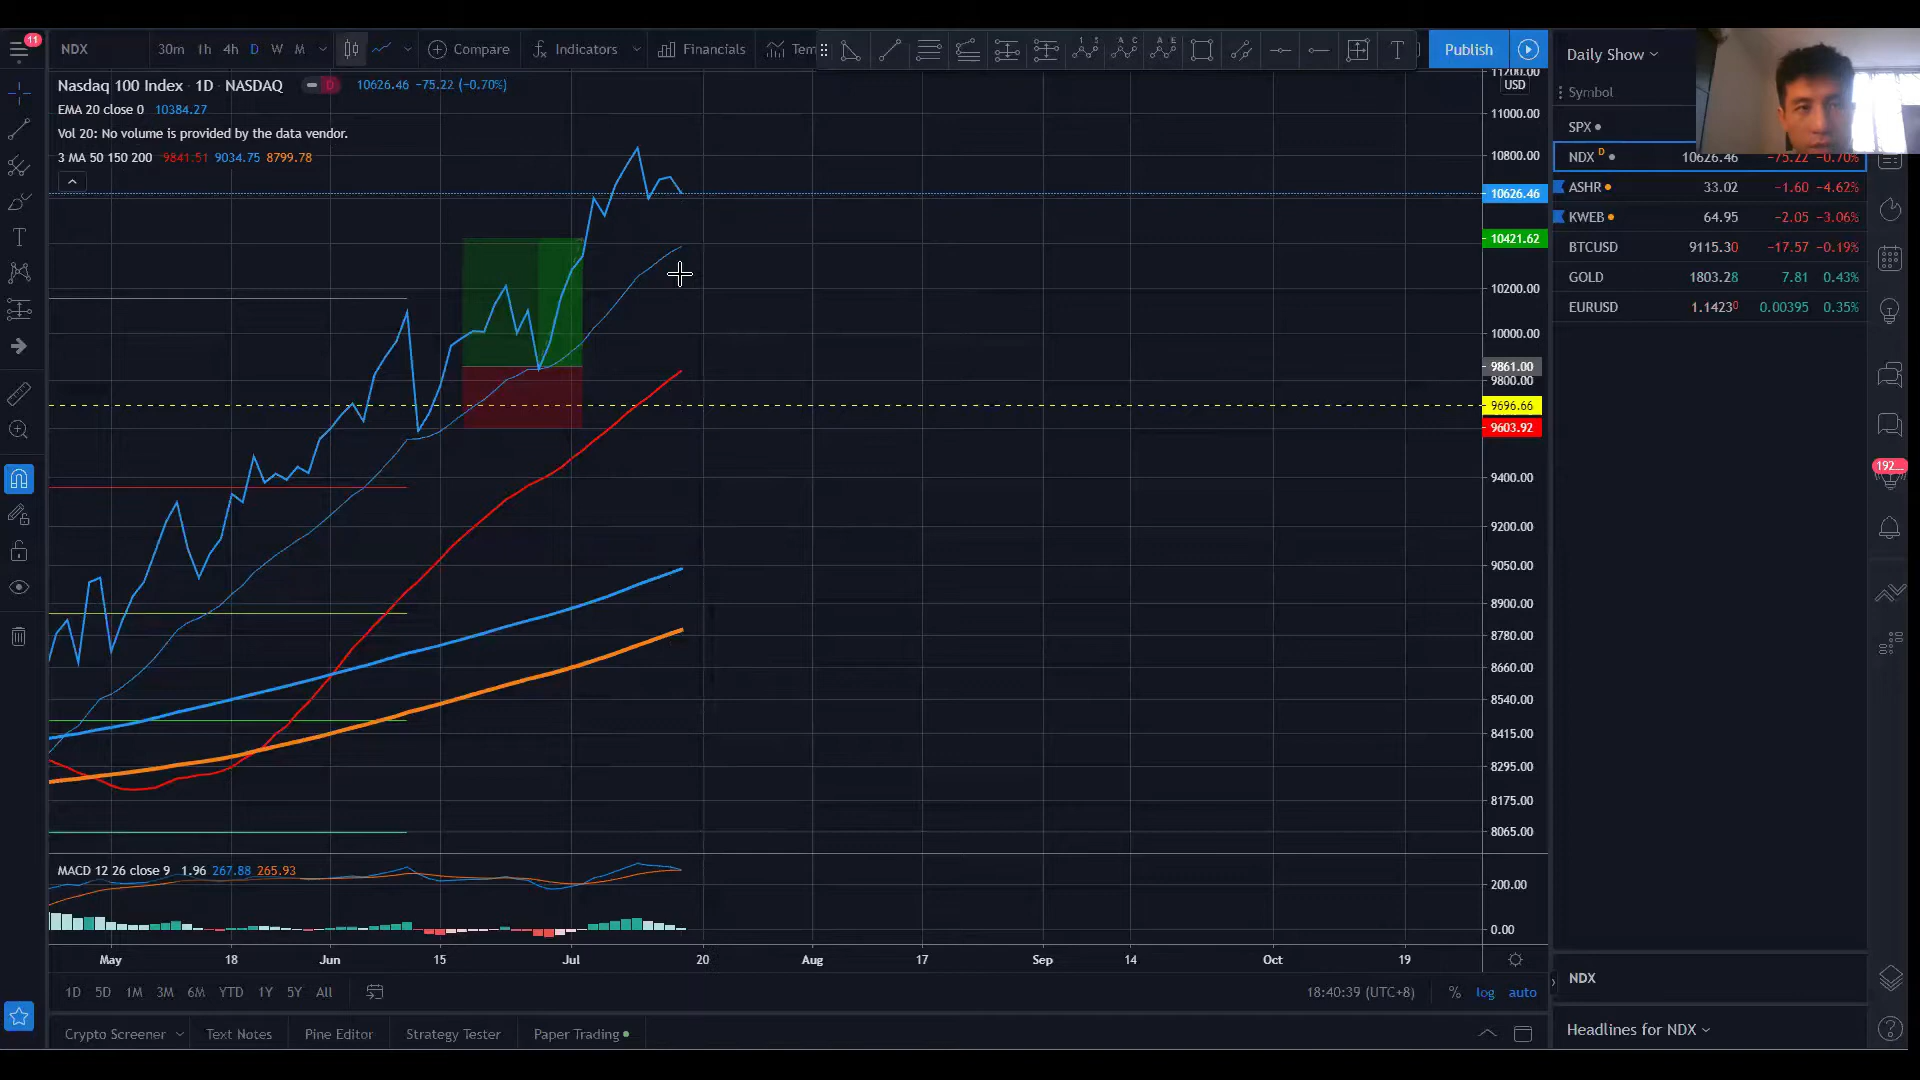 11
NDX
30m 1h 4h D W M
Compare
Indicators
Financials
Tem
T
Publish
Daily Show
Nasdaq 100 Index · 1D · NASDAQ
D
10626.46 −75.22 (−0.70%)
EMA 20 close 0 10384.27
Vol 20: No volume is provided by the data vendor.
3 MA 50 150 200 9841.51 9034.75 8799.78
Symbol
SPX
NDX D 10626.46 −75.22 −0.70%
ASHR 33.02 −1.60 −4.62%
KWEB 64.95 −2.05 −3.06%
BTCUSD 9115.30 −17.57 −0.19%
GOLD 1803.28 7.81 0.43%
EURUSD 1.14230 0.00395 0.35%
11200.00
USD
11000.00
10800.00
10626.46
10421.62
10200.00
10000.00
9861.00
9800.00
9696.66
9603.92
9400.00
9200.00
9050.00
8900.00
8780.00
8660.00
8540.00
8415.00
8295.00
8175.00
8065.00
192...
MACD 12 26 close 9 1.96 267.88 265.93
200.00
0.00
May 18 Jun 15 Jul 20 Aug 17 Sep 14 Oct 19
1D 5D 1M 3M 6M YTD 1Y 5Y All
18:40:39 (UTC+8) % log auto
NDX
Crypto Screener Text Notes Pine Editor Strategy Tester Paper Trading
Headlines for NDX